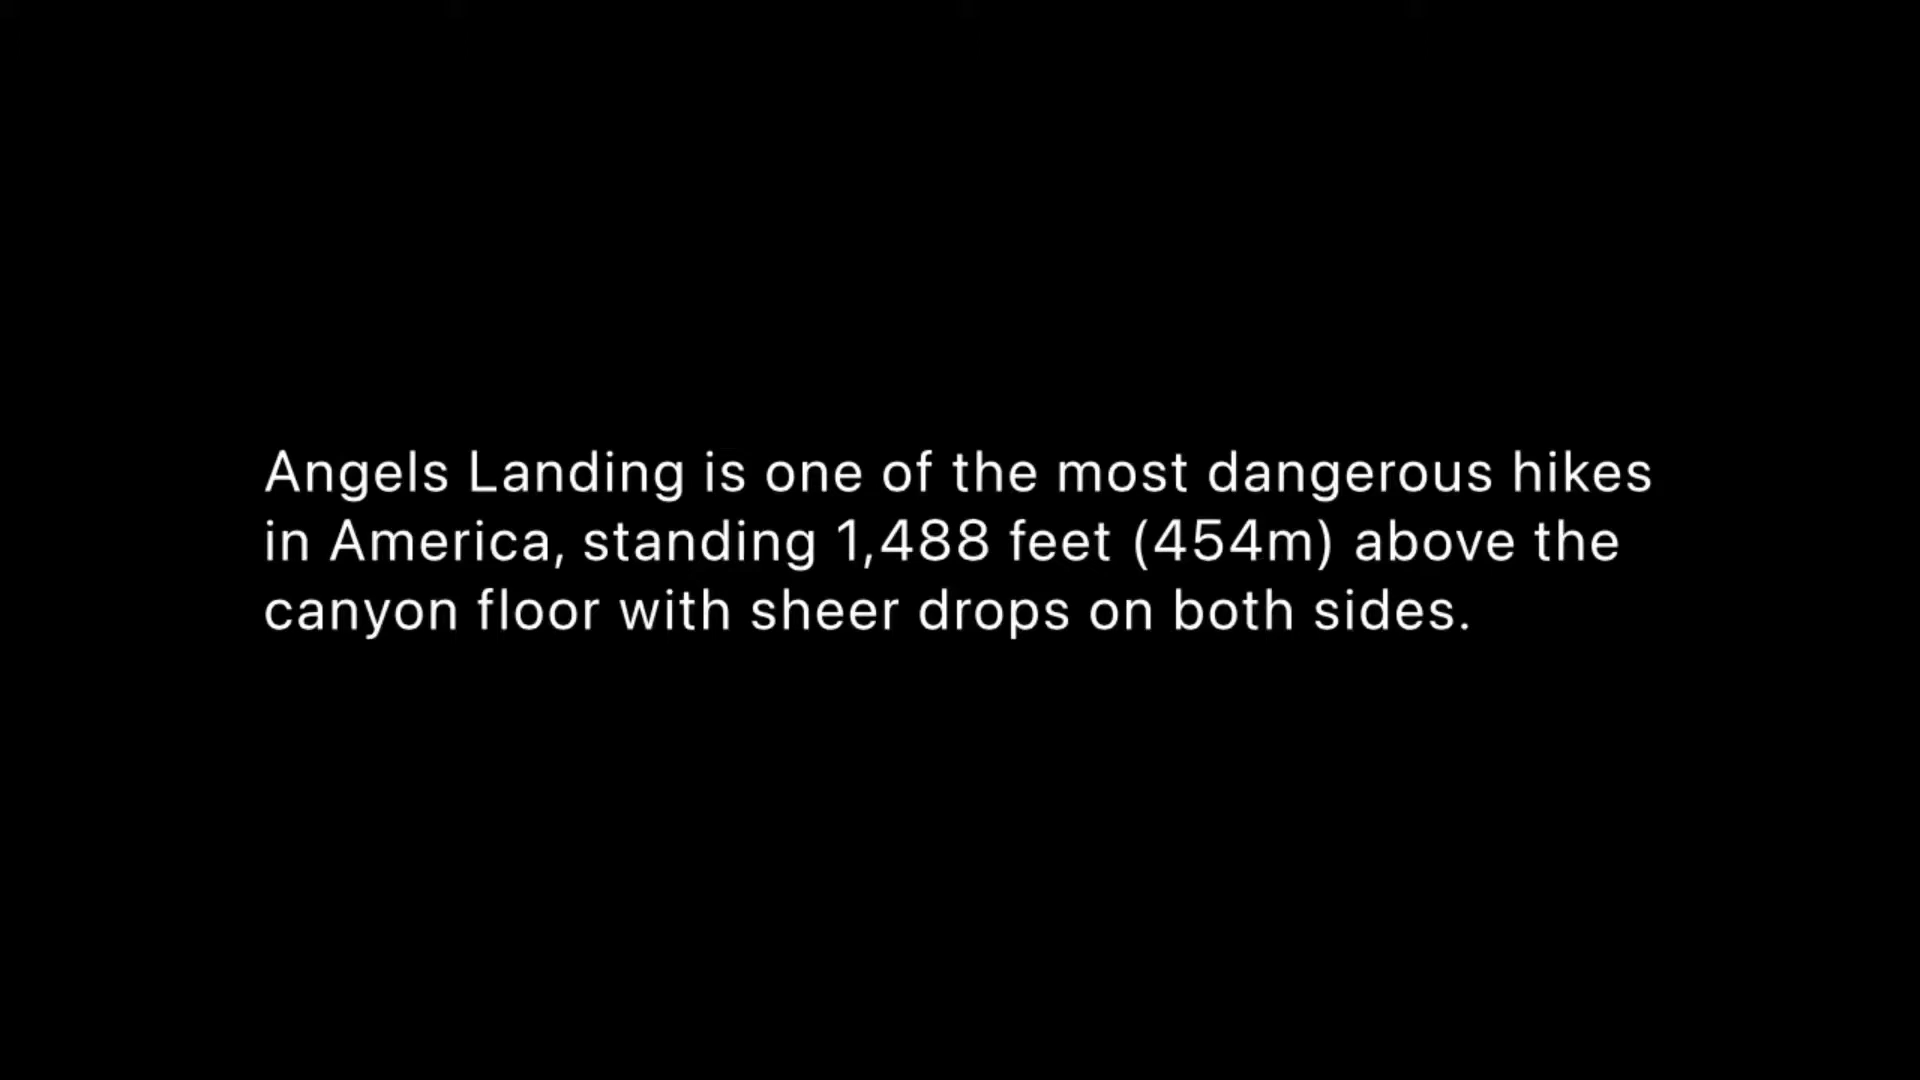 Angels Landing is one of the most dangerous hikes
in America, standing 1,488 feet (454m) above the
canyon floor with sheer drops on both sides.